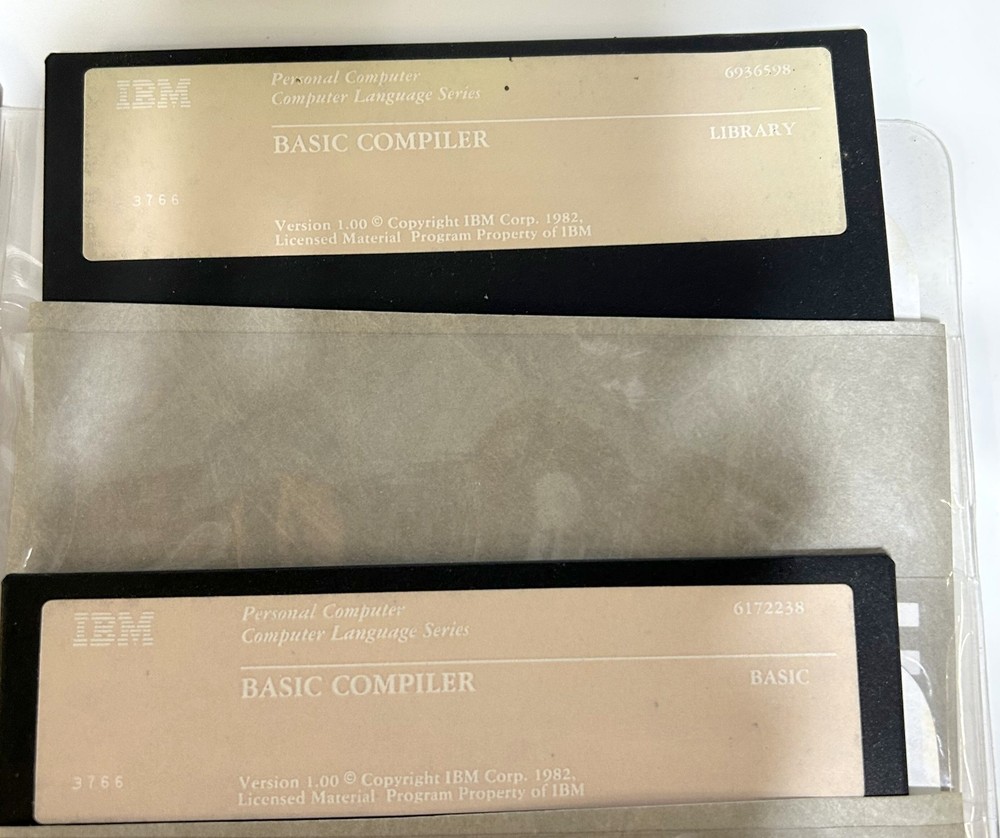 IBM
Personal Computer
Computer Language Series
6936598
BASIC COMPILER
LIBRARY
3766
Version 1.00 © Copyright IBM Corp. 1982,
Licensed Material Program Property of IBM
IBM
Personal Computer
Computer Language Series
6172238
BASIC COMPILER
BASIC
3766
Version 1.00 © Copyright IBM Corp. 1982,
Licensed Material Program Property of IBM